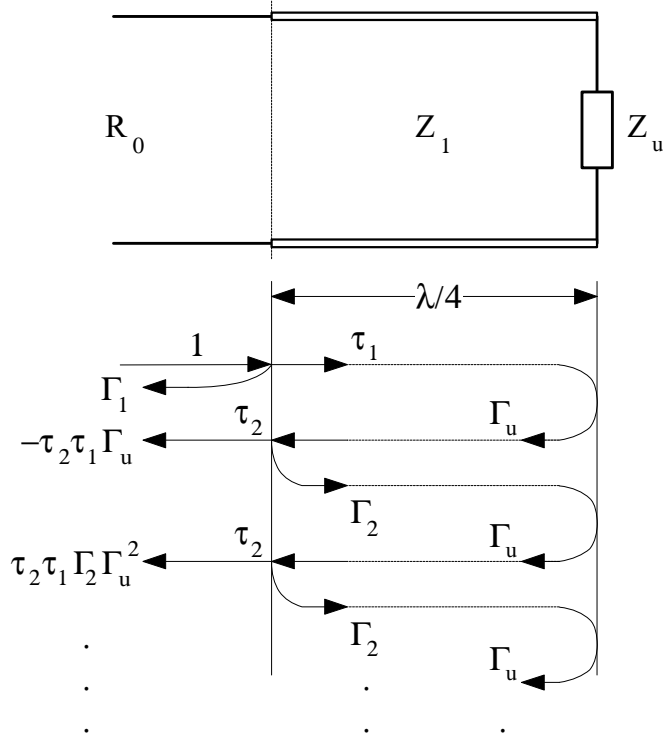 R₀ Z₁ Zᵤ
λ/4
1 τ₁
Γ₁
τ₂ Γᵤ
−τ₂τ₁Γᵤ
Γ₂
τ₂ Γᵤ
τ₂τ₁Γ₂Γᵤ²
Γ₂
Γᵤ